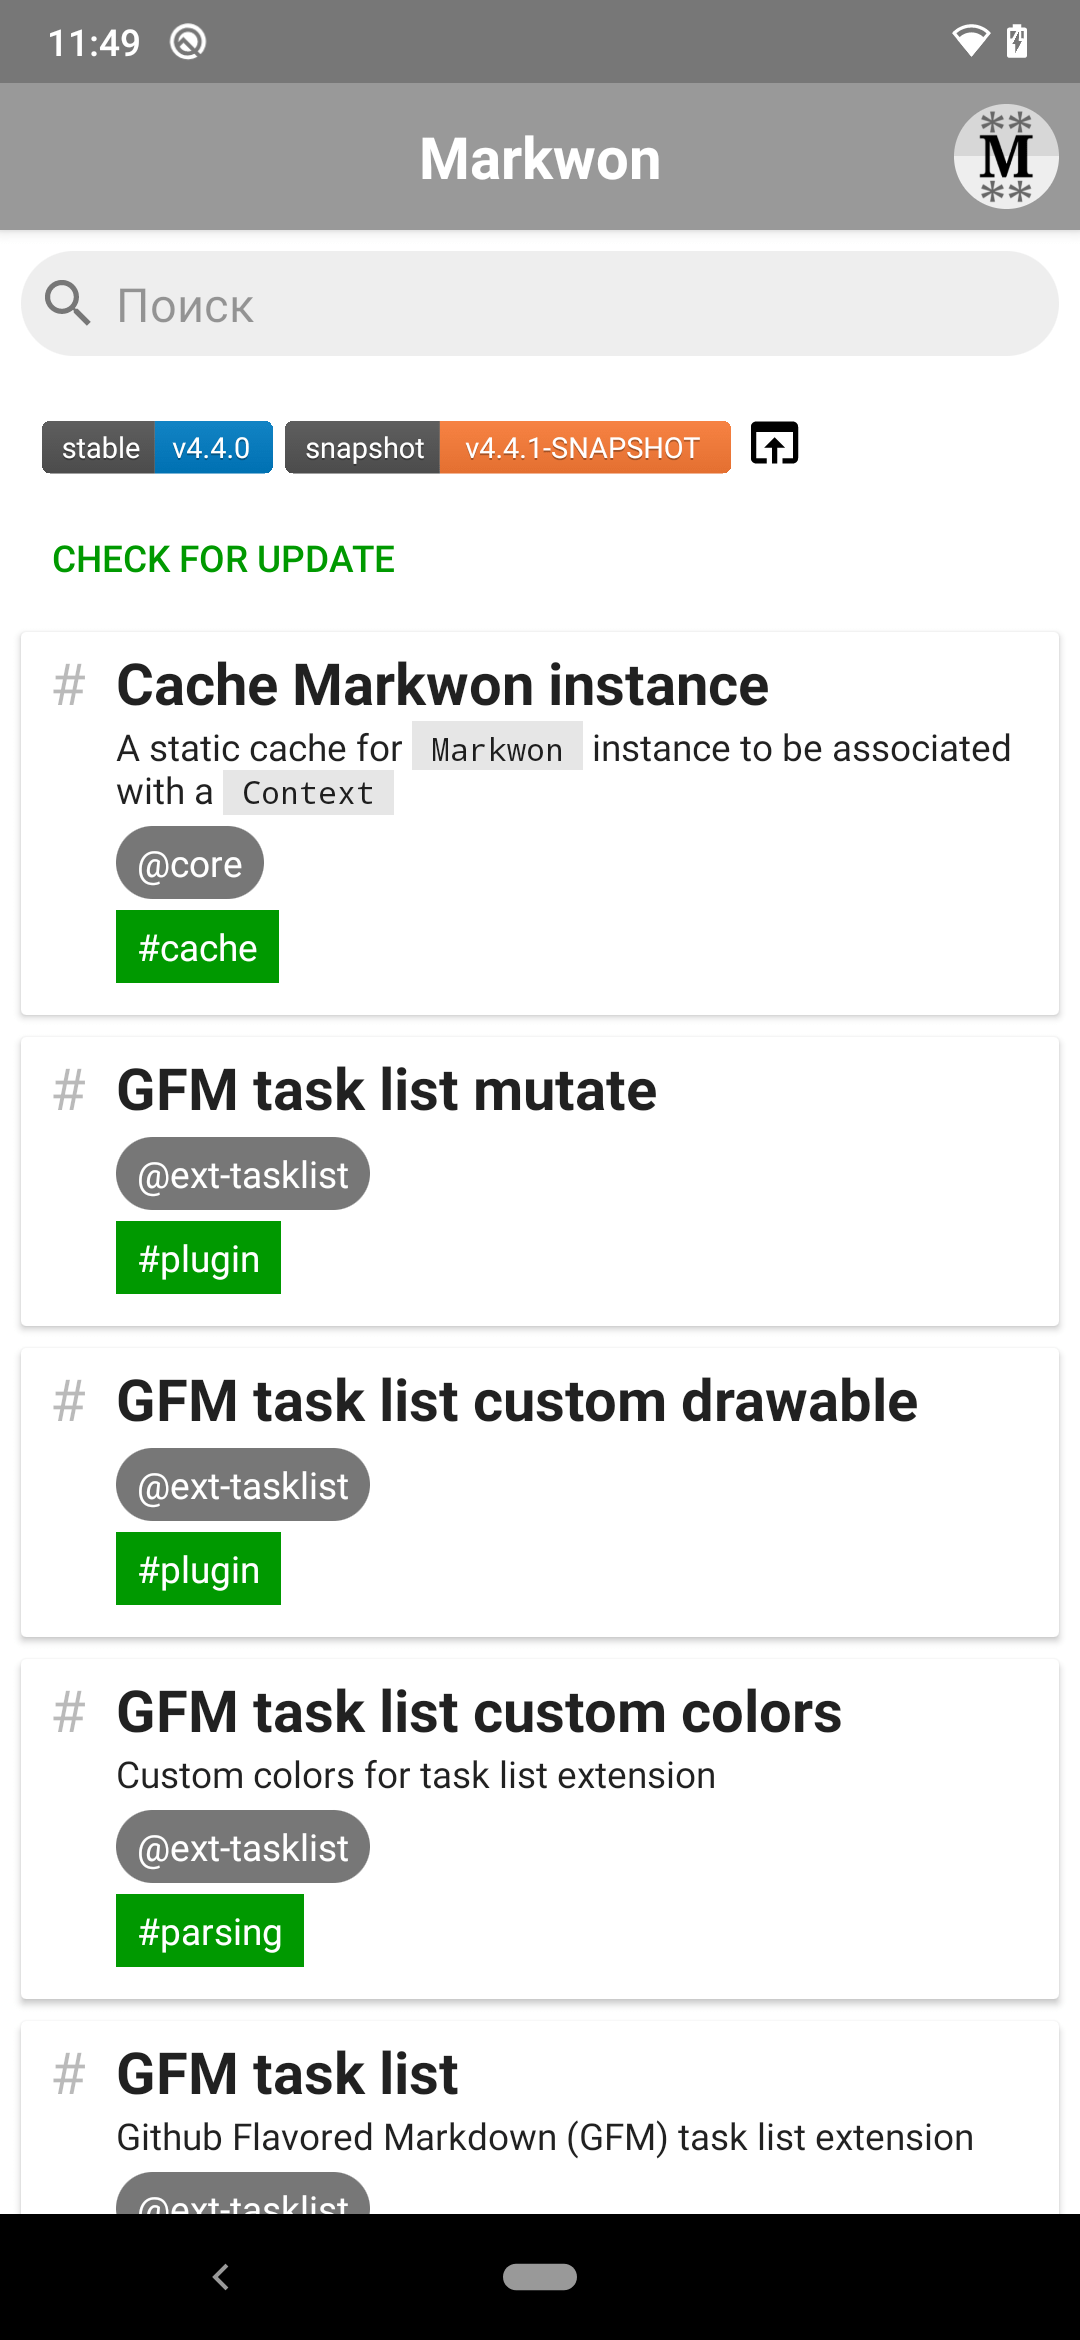 11:49
Markwon
**
M
**
Поиск
stable v4.4.0 snapshot v4.4.1-SNAPSHOT
CHECK FOR UPDATE
# Cache Markwon instance
A static cache for Markwon instance to be associated
with a Context
@core
#cache
# GFM task list mutate
@ext-tasklist
#plugin
# GFM task list custom drawable
@ext-tasklist
#plugin
# GFM task list custom colors
Custom colors for task list extension
@ext-tasklist
#parsing
# GFM task list
Github Flavored Markdown (GFM) task list extension
@ext-tasklist